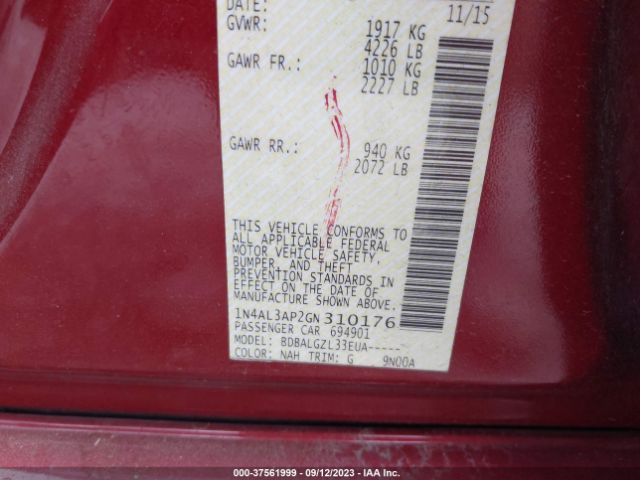 DATE: 11/15
GVWR: 1917 KG
4226 LB
GAWR FR.: 1010 KG
2227 LB
GAWR RR.: 940 KG
2072 LB
THIS VEHICLE CONFORMS TO
ALL APPLICABLE FEDERAL
MOTOR VEHICLE SAFETY,
BUMPER, AND THEFT
PREVENTION STANDARDS IN
EFFECT ON THE DATE OF
MANUFACTURE SHOWN ABOVE.
1N4AL3AP2GN310176
PASSENGER CAR 694901
MODEL: BDBALGZL33EUA-----
COLOR: NAH TRIM: G 9N00A
000-37561999 - 09/12/2023 - IAA Inc.